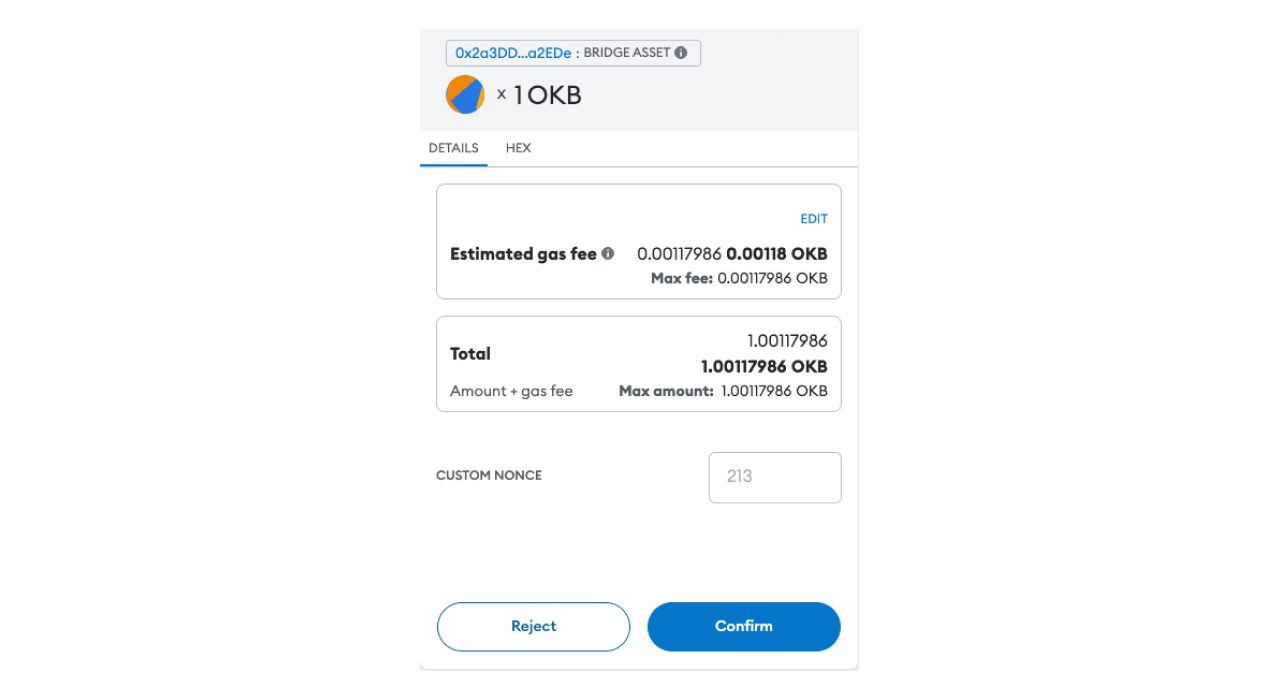 0x2a3DD...a2EDe : BRIDGE ASSET
x 1 OKB
DETAILS HEX
EDIT
Estimated gas fee 0.00117986 0.00118 OKB
Max fee: 0.00117986 OKB
1.00117986
Total
1.00117986 OKB
Amount + gas fee Max amount: 1.00117986 OKB
CUSTOM NONCE 213
Reject Confirm